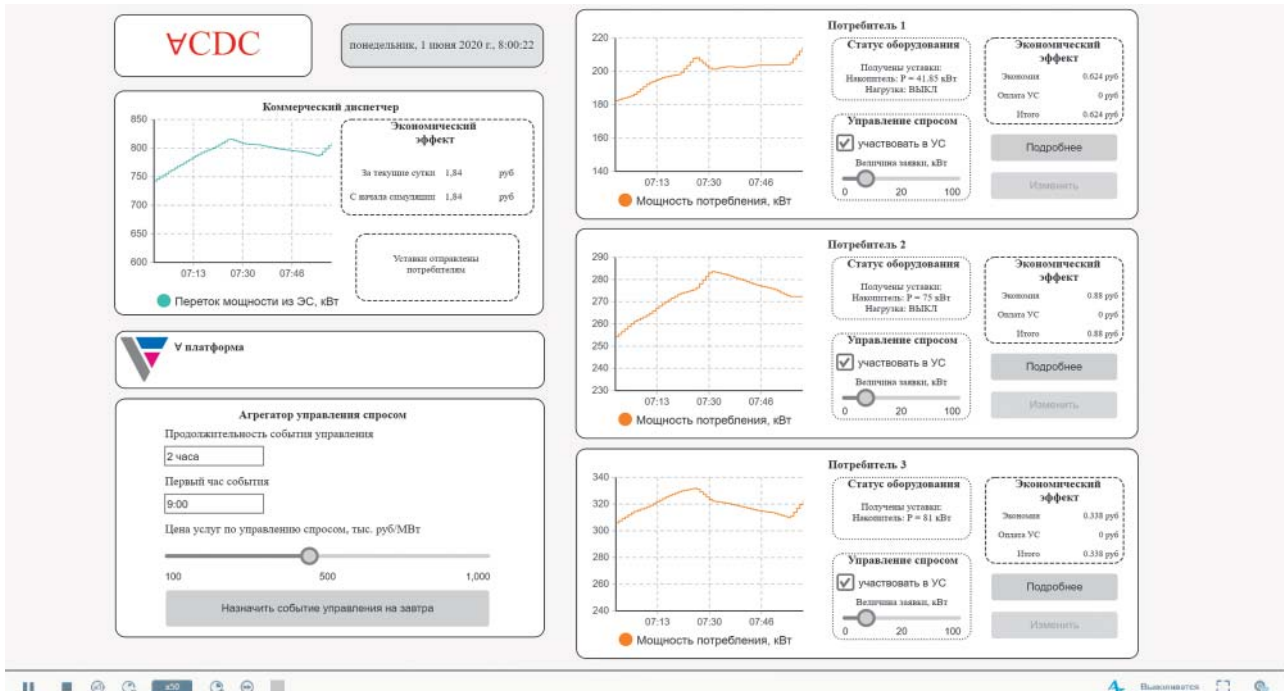 ∀CDC
понедельник, 1 июня 2020 г., 8:00:22
Коммерческий диспетчер
850
800
750
700
650
600
07:13 07:30 07:46
Переток мощности из ЭС, кВт
Экономический
эффект
За текущие сутки 1,84 руб
С начала симуляции 1,84 руб
Уставки отправлены
потребителям
∀ платформа
Агрегатор управления спросом
Продолжительность события управления
2 часа
Первый час события
9:00
Цена услуг по управлению спросом, тыс. руб/МВт
100 500 1,000
Назначить событие управления на завтра
Потребитель 1
220
200
180
160
140
07:13 07:30 07:46
Мощность потребления, кВт
Статус оборудования
Получены уставки:
Накопитель: P = 41.85 кВт
Нагрузка: ВЫКЛ
Управление спросом
участвовать в УС
Величина заявки, кВт
0 20 100
Экономический
эффект
Экономия 0.624 руб
Оплата УС 0 руб
Итого 0.624 руб
Подробнее
Изменить
Потребитель 2
290
280
270
260
250
240
230
07:13 07:30 07:46
Мощность потребления, кВт
Статус оборудования
Получены уставки:
Накопитель: P = 75 кВт
Нагрузка: ВЫКЛ
Управление спросом
участвовать в УС
Величина заявки, кВт
0 20 100
Экономический
эффект
Экономия 0.88 руб
Оплата УС 0 руб
Итого 0.88 руб
Подробнее
Изменить
Потребитель 3
340
320
300
280
260
240
07:13 07:30 07:46
Мощность потребления, кВт
Статус оборудования
Получены уставки:
Накопитель: P = 81 кВт
Управление спросом
участвовать в УС
Величина заявки, кВт
0 20 100
Экономический
эффект
Экономия 0.338 руб
Оплата УС 0 руб
Итого 0.338 руб
Подробнее
Изменить
x50
Выполняется